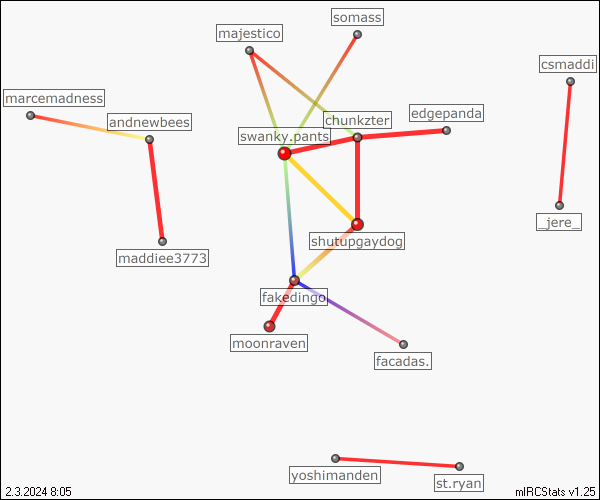 somass
majestico
csmaddi
marcemadness
edgepanda
chunkzter
andnewbees
swanky.pants
_jere_
shutupgaydog
maddiee3773
fakedingo
moonraven
facadas.
yoshimanden
st.ryan
2.3.2024 8:05
mIRCStats v1.25